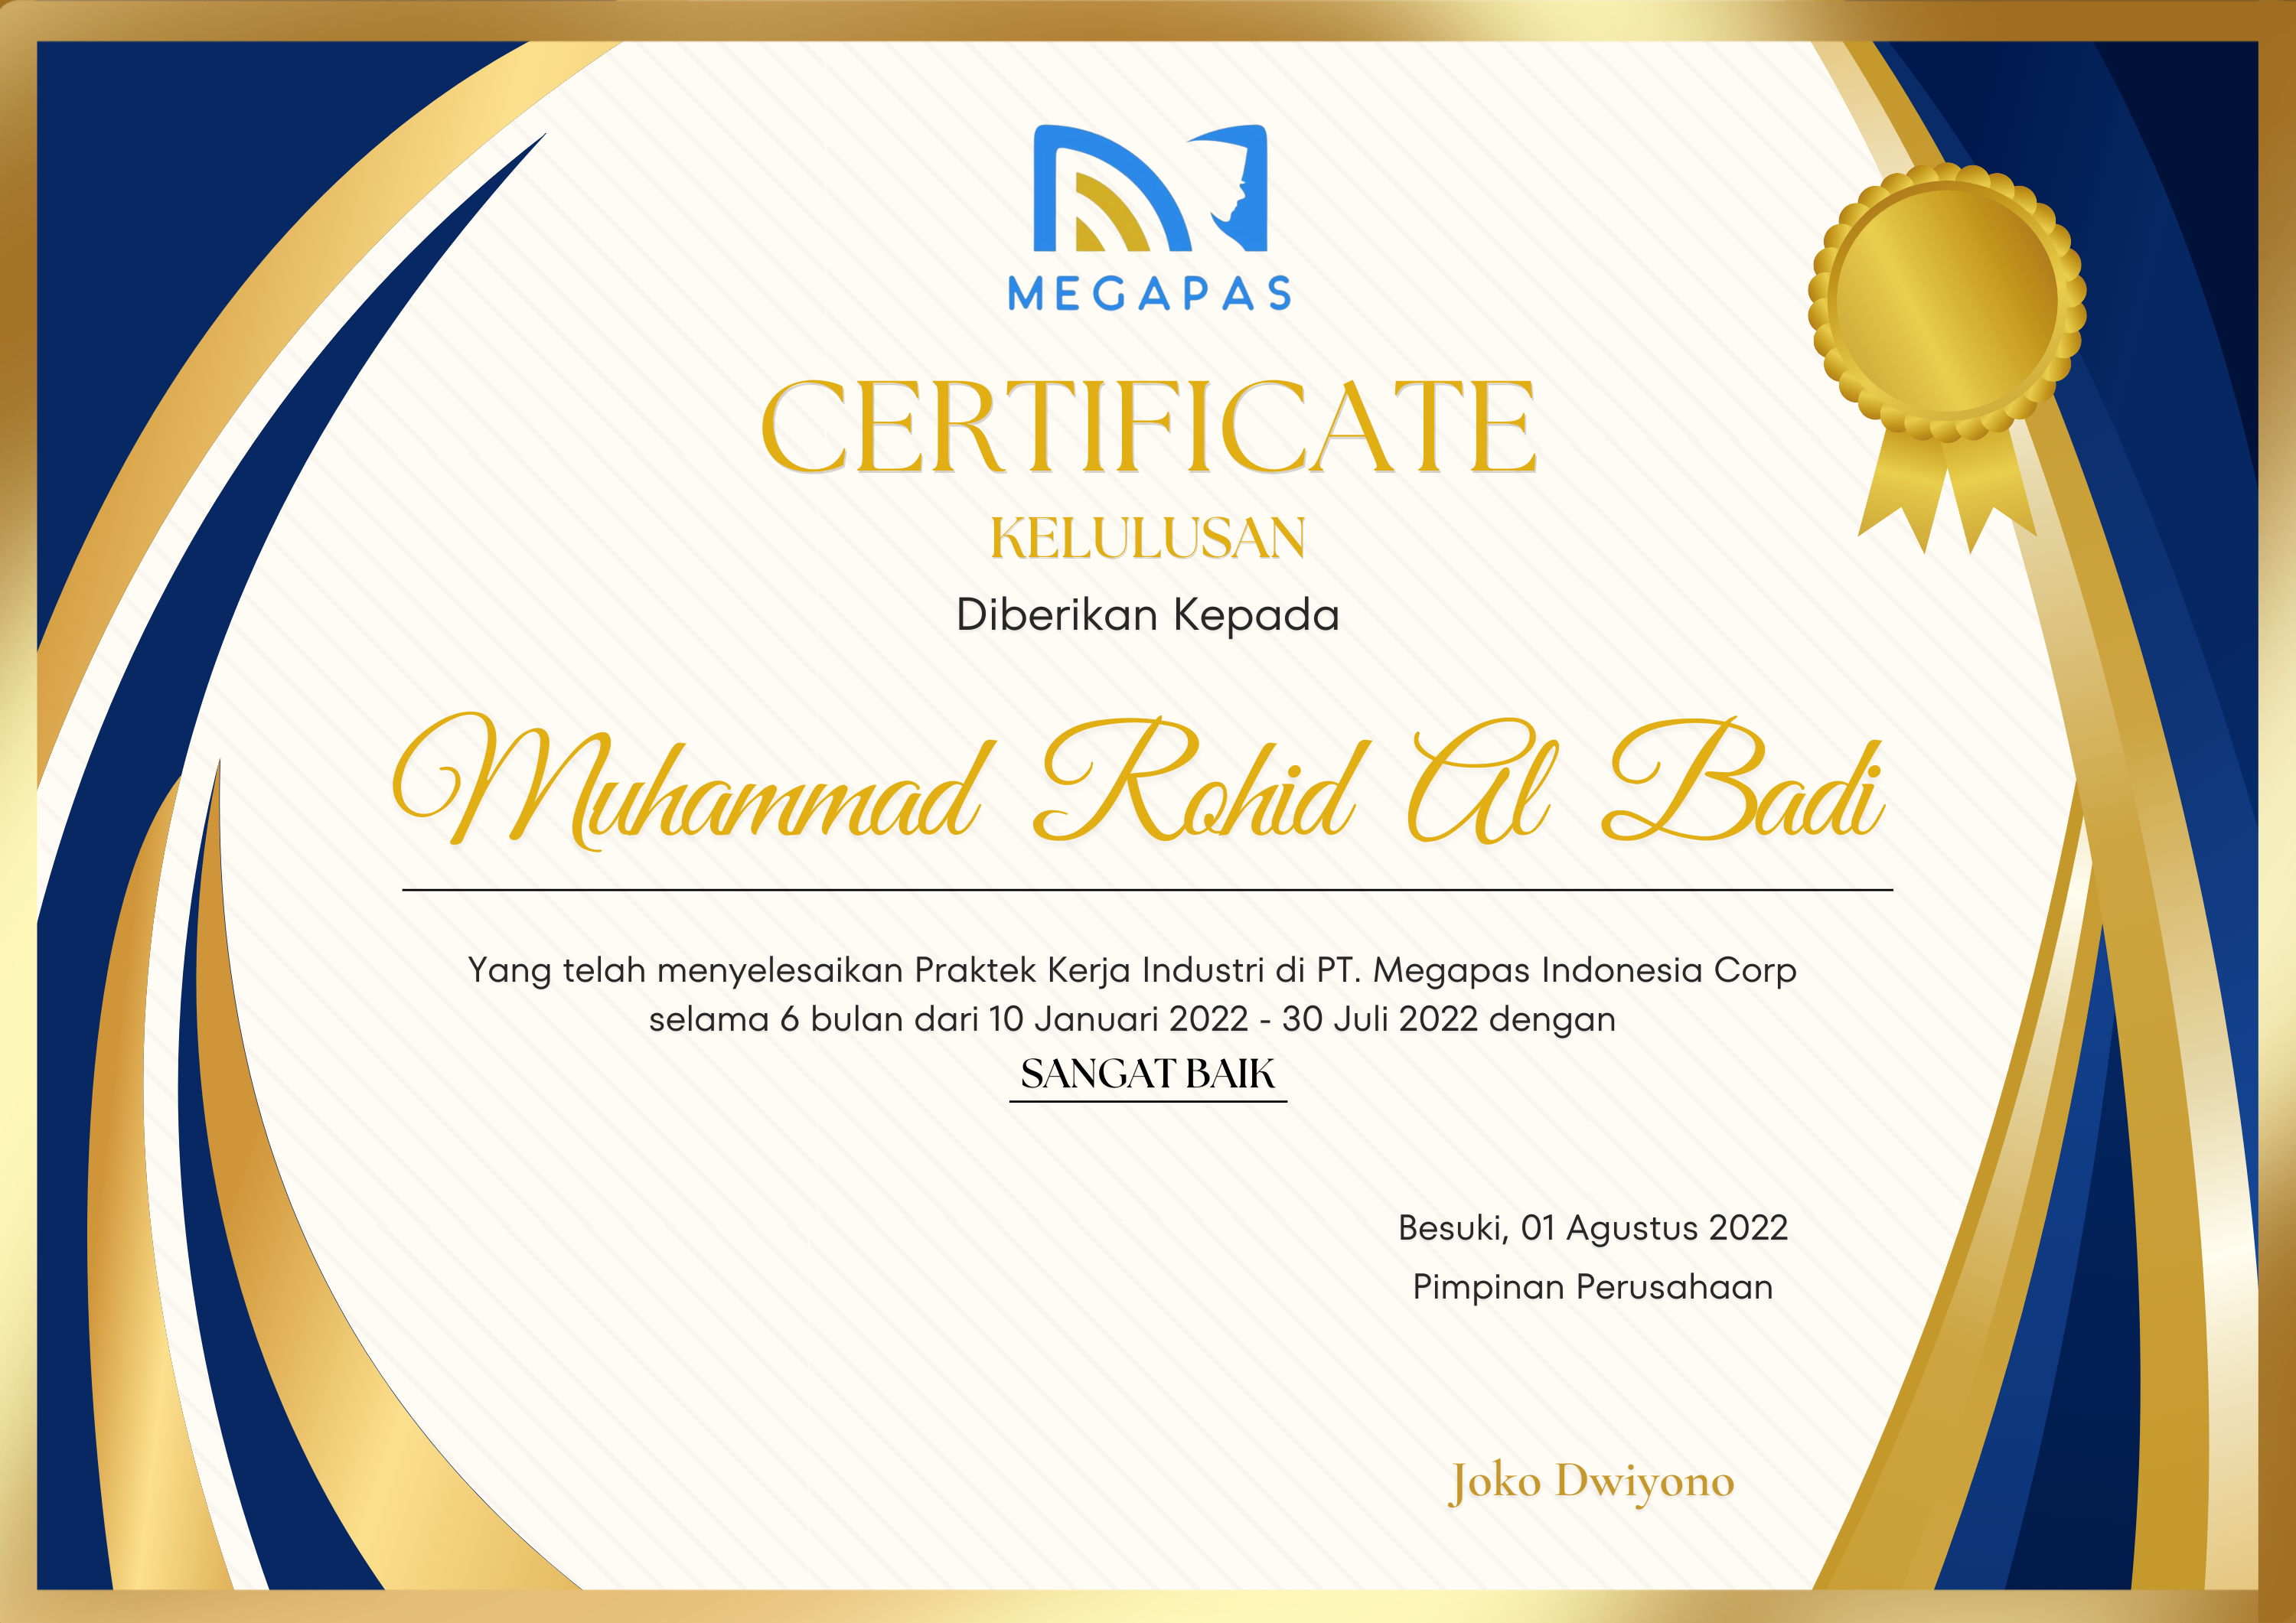 MEGAPAS
CERTIFICATE
KELULUSAN
Diberikan Kepada
Muhammad Rohid Al Badi
Yang telah menyelesaikan Praktek Kerja Industri di PT. Megapas Indonesia Corp
selama 6 bulan dari 10 Januari 2022 - 30 Juli 2022 dengan
SANGAT BAIK
Besuki, 01 Agustus 2022
Pimpinan Perusahaan
Joko Dwiyono